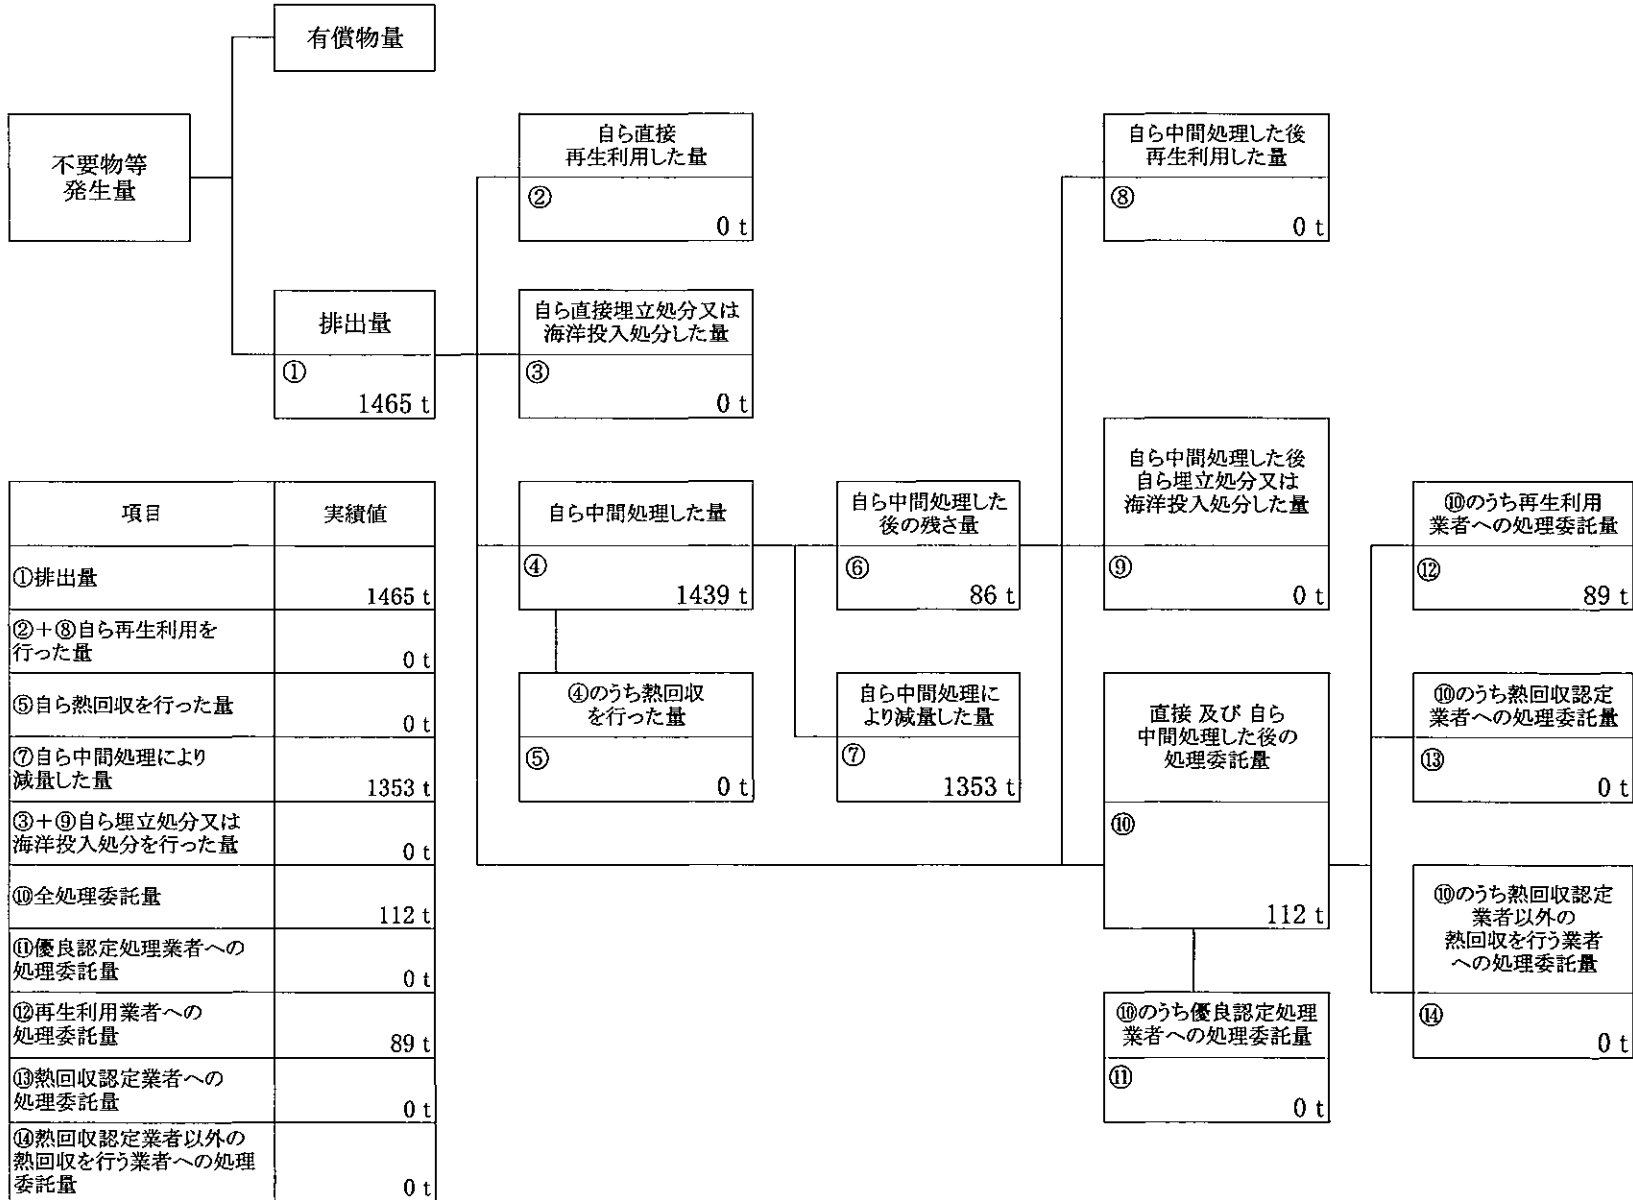 有償物量
不要物等
発生量
自ら直接
再生利用した量
②
0 t
自ら中間処理した後
再生利用した量
⑧
0 t
排出量
①
1465 t
自ら直接埋立処分又は
海洋投入処分した量
③
0 t
項目 実績値
①排出量
1465 t
②+⑧自ら再生利用を
行った量
0 t
⑤自ら熱回収を行った量
0 t
⑦自ら中間処理により
減量した量
1353 t
③+⑨自ら埋立処分又は
海洋投入処分を行った量
0 t
⑩全処理委託量
112 t
⑪優良認定処理業者への
処理委託量
0 t
⑫再生利用業者への
処理委託量
89 t
⑬熱回収認定業者への
処理委託量
0 t
⑭熱回収認定業者以外の
熱回収を行う業者への処理
委託量
0 t
自ら中間処理した量
④
1439 t
④のうち熱回収
を行った量
⑤
0 t
自ら中間処理した
後の残さ量
⑥
86 t
自ら中間処理に
より減量した量
⑦
1353 t
自ら中間処理した後
自ら埋立処分又は
海洋投入処分した量
⑨
0 t
直接 及び 自ら
中間処理した後の
処理委託量
⑩
112 t
⑩のうち優良認定処理
業者への処理委託量
⑪
0 t
⑩のうち再生利用
業者への処理委託量
⑫
89 t
⑩のうち熱回収認定
業者への処理委託量
⑬
0 t
⑩のうち熱回収認定
業者以外の
熱回収を行う業者
への処理委託量
⑭
0 t